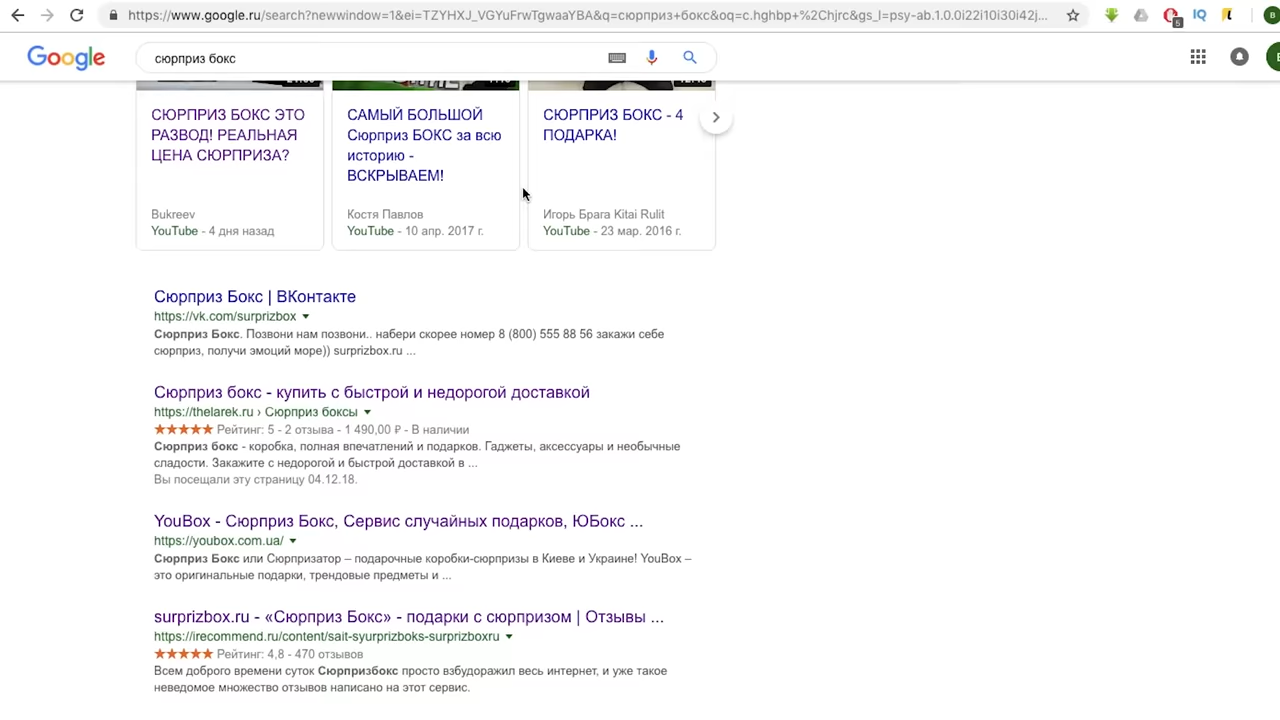 https://www.google.ru/search?newwindow=1&ei=TZYHXJ_VGYuFrwTgwaaYBA&q=сюрприз+бокс&oq=c.hghbp+%2Chjrc&gs_l=psy-ab.1.0.0i22i10i30i42j...
5
IQ
B
Google
сюрприз бокс
СЮРПРИЗ БОКС ЭТО
РАЗВОД! РЕАЛЬНАЯ
ЦЕНА СЮРПРИЗА?
Bukreev
YouTube - 4 дня назад
САМЫЙ БОЛЬШОЙ
Сюрприз БОКС за всю
историю -
ВСКРЫВАЕМ!
Костя Павлов
YouTube - 10 апр. 2017 г.
СЮРПРИЗ БОКС - 4
ПОДАРКА!
Игорь Брага Kitai Rulit
YouTube - 23 мар. 2016 г.
Сюрприз Бокс | ВКонтакте
https://vk.com/surprizbox
Сюрприз Бокс. Позвони нам позвони.. набери скорее номер 8 (800) 555 88 56 закажи себе
сюрприз, получи эмоций море)) surprizbox.ru ...
Сюрприз бокс - купить с быстрой и недорогой доставкой
https://thelarek.ru › Сюрприз боксы
★★★★★ Рейтинг: 5 - 2 отзыва - 1 490,00 ₽ - В наличии
Сюрприз бокс - коробка, полная впечатлений и подарков. Гаджеты, аксессуары и необычные
сладости. Закажите с недорогой и быстрой доставкой в ...
Вы посещали эту страницу 04.12.18.
YouBox - Сюрприз Бокс, Сервис случайных подарков, ЮБокс ...
https://youbox.com.ua/
Сюрприз Бокс или Сюрпризатор – подарочные коробки-сюрпризы в Киеве и Украине! YouBox –
это оригинальные подарки, трендовые предметы и ...
surprizbox.ru - «Сюрприз Бокс» - подарки с сюрпризом | Отзывы ...
https://irecommend.ru/content/sait-syurprizboks-surprizboxru
★★★★★ Рейтинг: 4,8 - 470 отзывов
Всем доброго времени суток Сюрпризбокс просто взбудоражил весь интернет, и уже такое
неведомое множество отзывов написано на этот сервис.